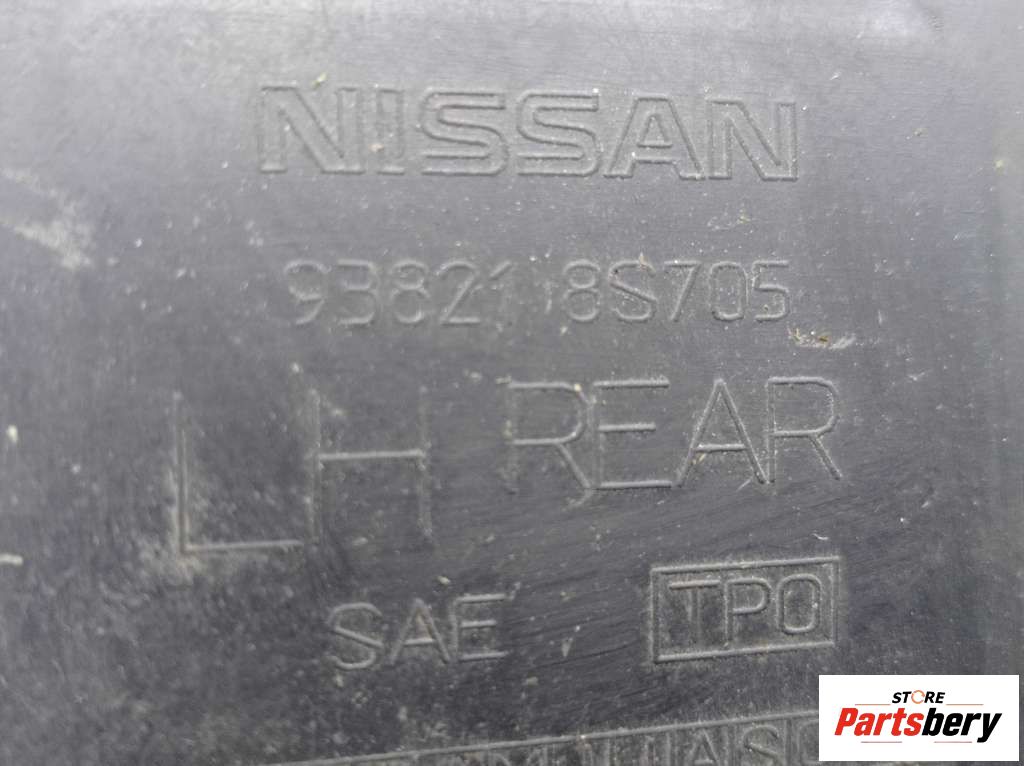 NISSAN
93821 8S705
LH REAR
SAE TPO
STORE
Partsbery